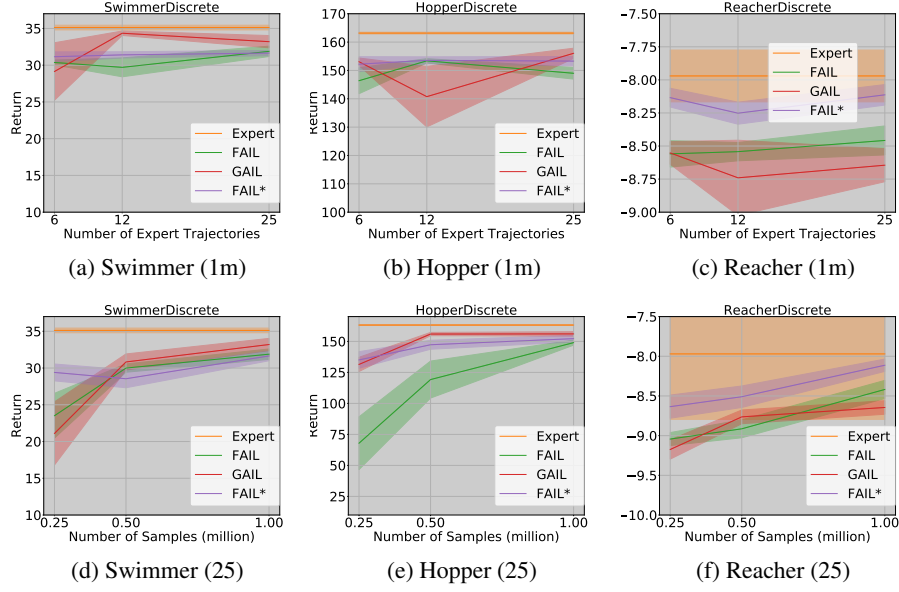 SwimmerDiscrete
35
30
25
20
15
10
Return
Expert
FAIL
GAIL
FAIL*
6
12
25
Number of Expert Trajectories
(a) Swimmer (1m)
HopperDiscrete
170
160
150
140
130
120
110
100
Return
Expert
FAIL
GAIL
FAIL*
6
12
25
Number of Expert Trajectories
(b) Hopper (1m)
ReacherDiscrete
−7.50
−7.75
−8.00
−8.25
−8.50
−8.75
−9.00
Return
Expert
FAIL
GAIL
FAIL*
6
12
25
Number of Expert Trajectories
(c) Reacher (1m)
SwimmerDiscrete
35
30
25
20
15
10
Return
Expert
FAIL
GAIL
FAIL*
0.25
0.50
1.00
Number of Samples (million)
(d) Swimmer (25)
HopperDiscrete
150
125
100
75
50
25
Return
Expert
FAIL
GAIL
FAIL*
0.25
0.50
1.00
Number of Samples (million)
(e) Hopper (25)
ReacherDiscrete
−7.5
−8.0
−8.5
−9.0
−9.5
−10.0
Return
Expert
FAIL
GAIL
FAIL*
0.25
0.50
1.00
Number of Samples (million)
(f) Reacher (25)